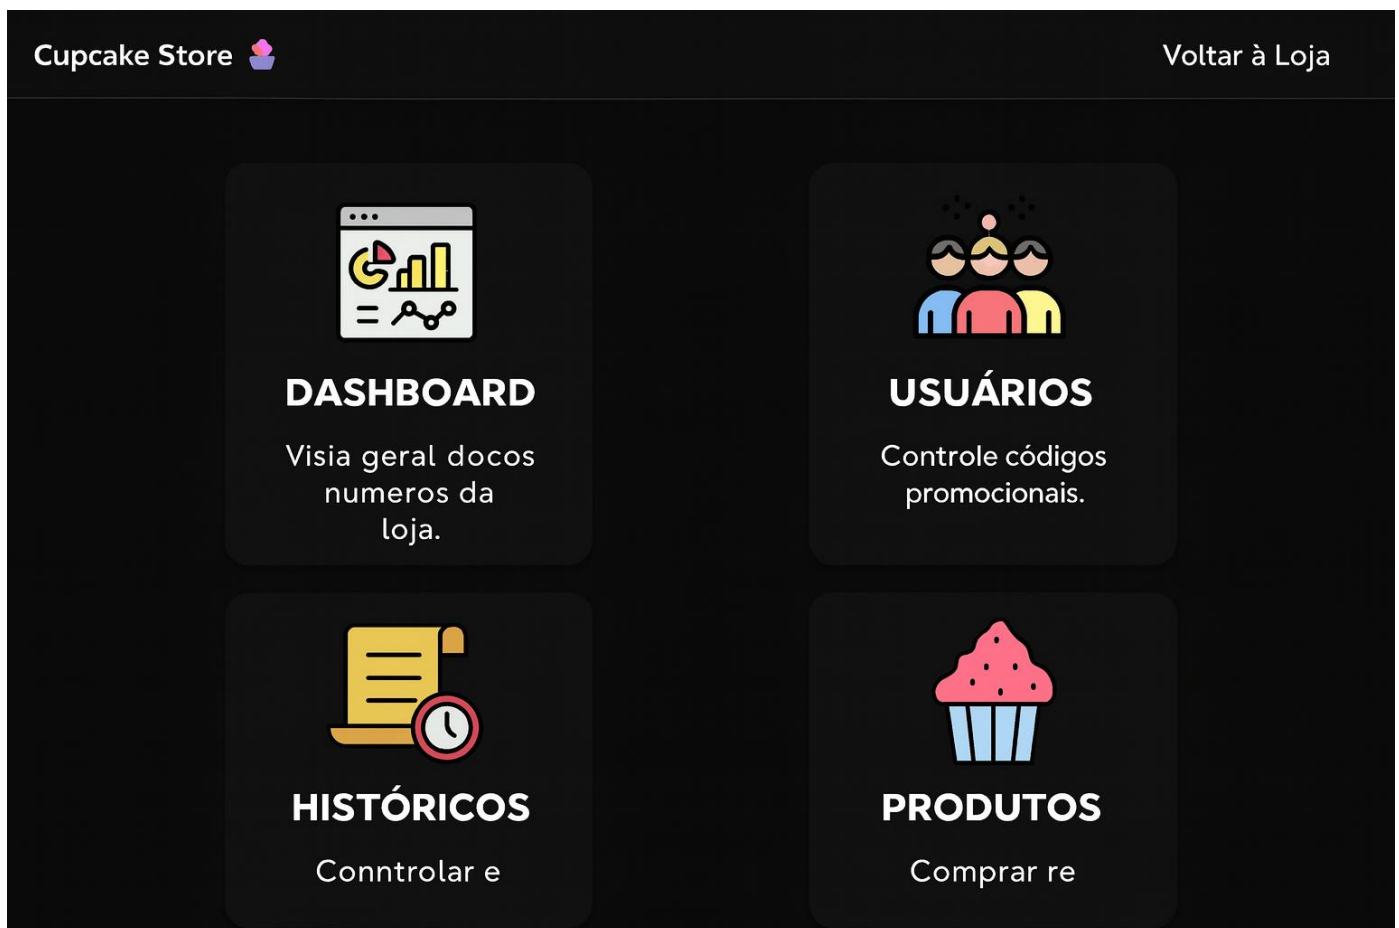 Cupcake Store
Voltar à Loja
DASHBOARD
Visia geral docos
numeros da
loja.
USUÁRIOS
Controle códigos
promocionais.
HISTÓRICOS
Conntrolar e
PRODUTOS
Comprar re